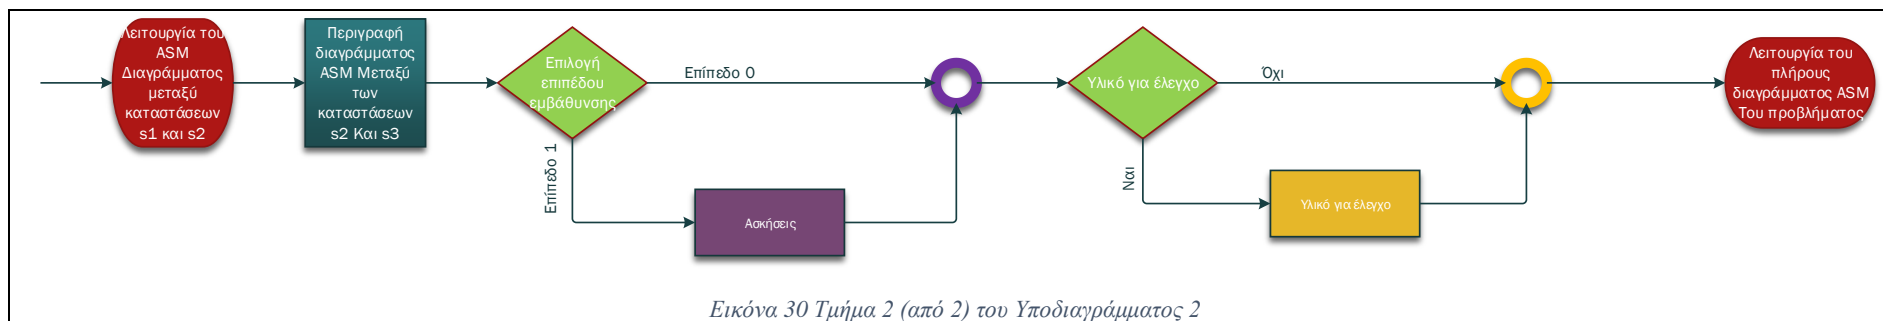 Λειτουργία του
ASM
Διαγράμματος
μεταξύ
καταστάσεων
s1 και s2
Περιγραφή
διαγράμματος
ASM Μεταξύ
των
καταστάσεων
s2 Και s3
Επιλογή
επιπέδου
εμβάθυνσης
Επίπεδο 0
Επίπεδο 1
Ασκήσεις
Υλικό για έλεγχο
Όχι
Ναι
Υλικό για έλεγχο
Λειτουργία του
πλήρους
διαγράμματος ASM
Του προβλήματος
Εικόνα 30 Τμήμα 2 (από 2) του Υποδιαγράμματος 2